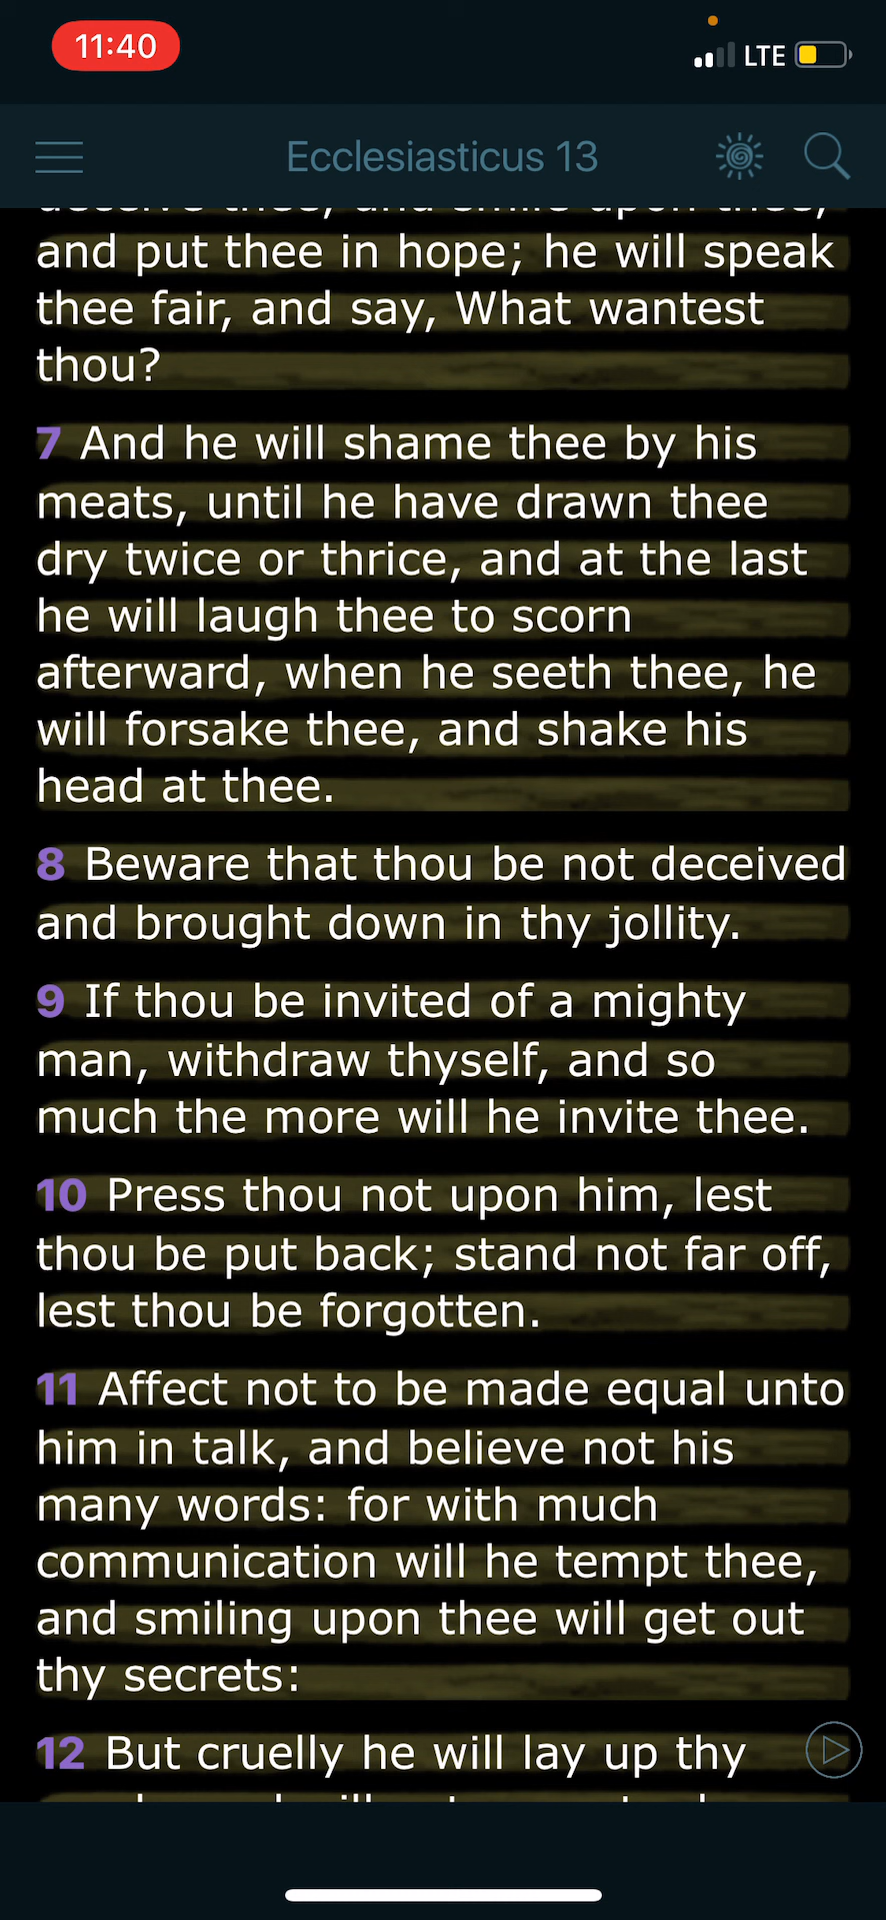 11:40
LTE
Ecclesiasticus 13
deceive thee, and smile upon thee,
and put thee in hope; he will speak
thee fair, and say, What wantest
thou?
7 And he will shame thee by his
meats, until he have drawn thee
dry twice or thrice, and at the last
he will laugh thee to scorn
afterward, when he seeth thee, he
will forsake thee, and shake his
head at thee.
8 Beware that thou be not deceived
and brought down in thy jollity.
9 If thou be invited of a mighty
man, withdraw thyself, and so
much the more will he invite thee.
10 Press thou not upon him, lest
thou be put back; stand not far off,
lest thou be forgotten.
11 Affect not to be made equal unto
him in talk, and believe not his
many words: for with much
communication will he tempt thee,
and smiling upon thee will get out
thy secrets:
12 But cruelly he will lay up thy